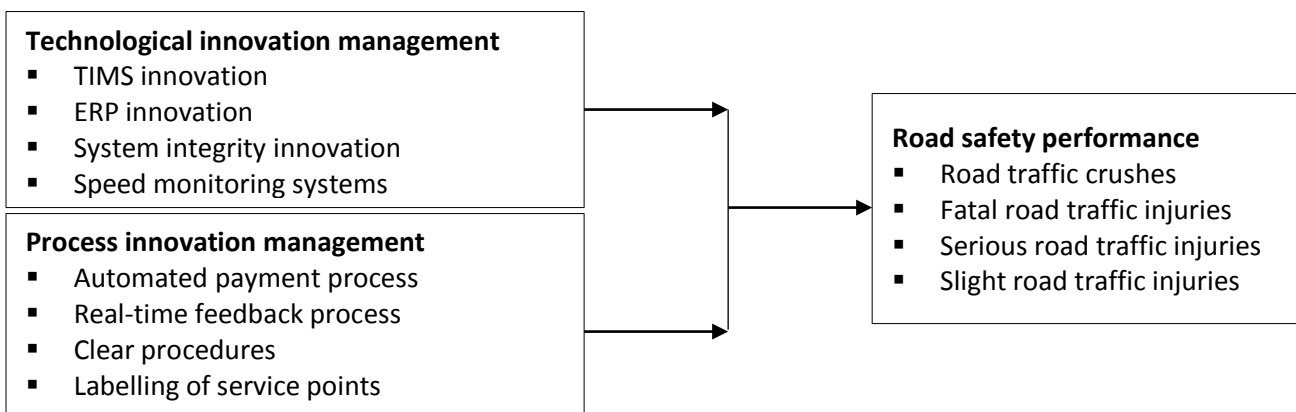 Technological innovation management
▪ TIMS innovation
▪ ERP innovation
▪ System integrity innovation
▪ Speed monitoring systems
Process innovation management
▪ Automated payment process
▪ Real-time feedback process
▪ Clear procedures
▪ Labelling of service points
Road safety performance
▪ Road traffic crushes
▪ Fatal road traffic injuries
▪ Serious road traffic injuries
▪ Slight road traffic injuries